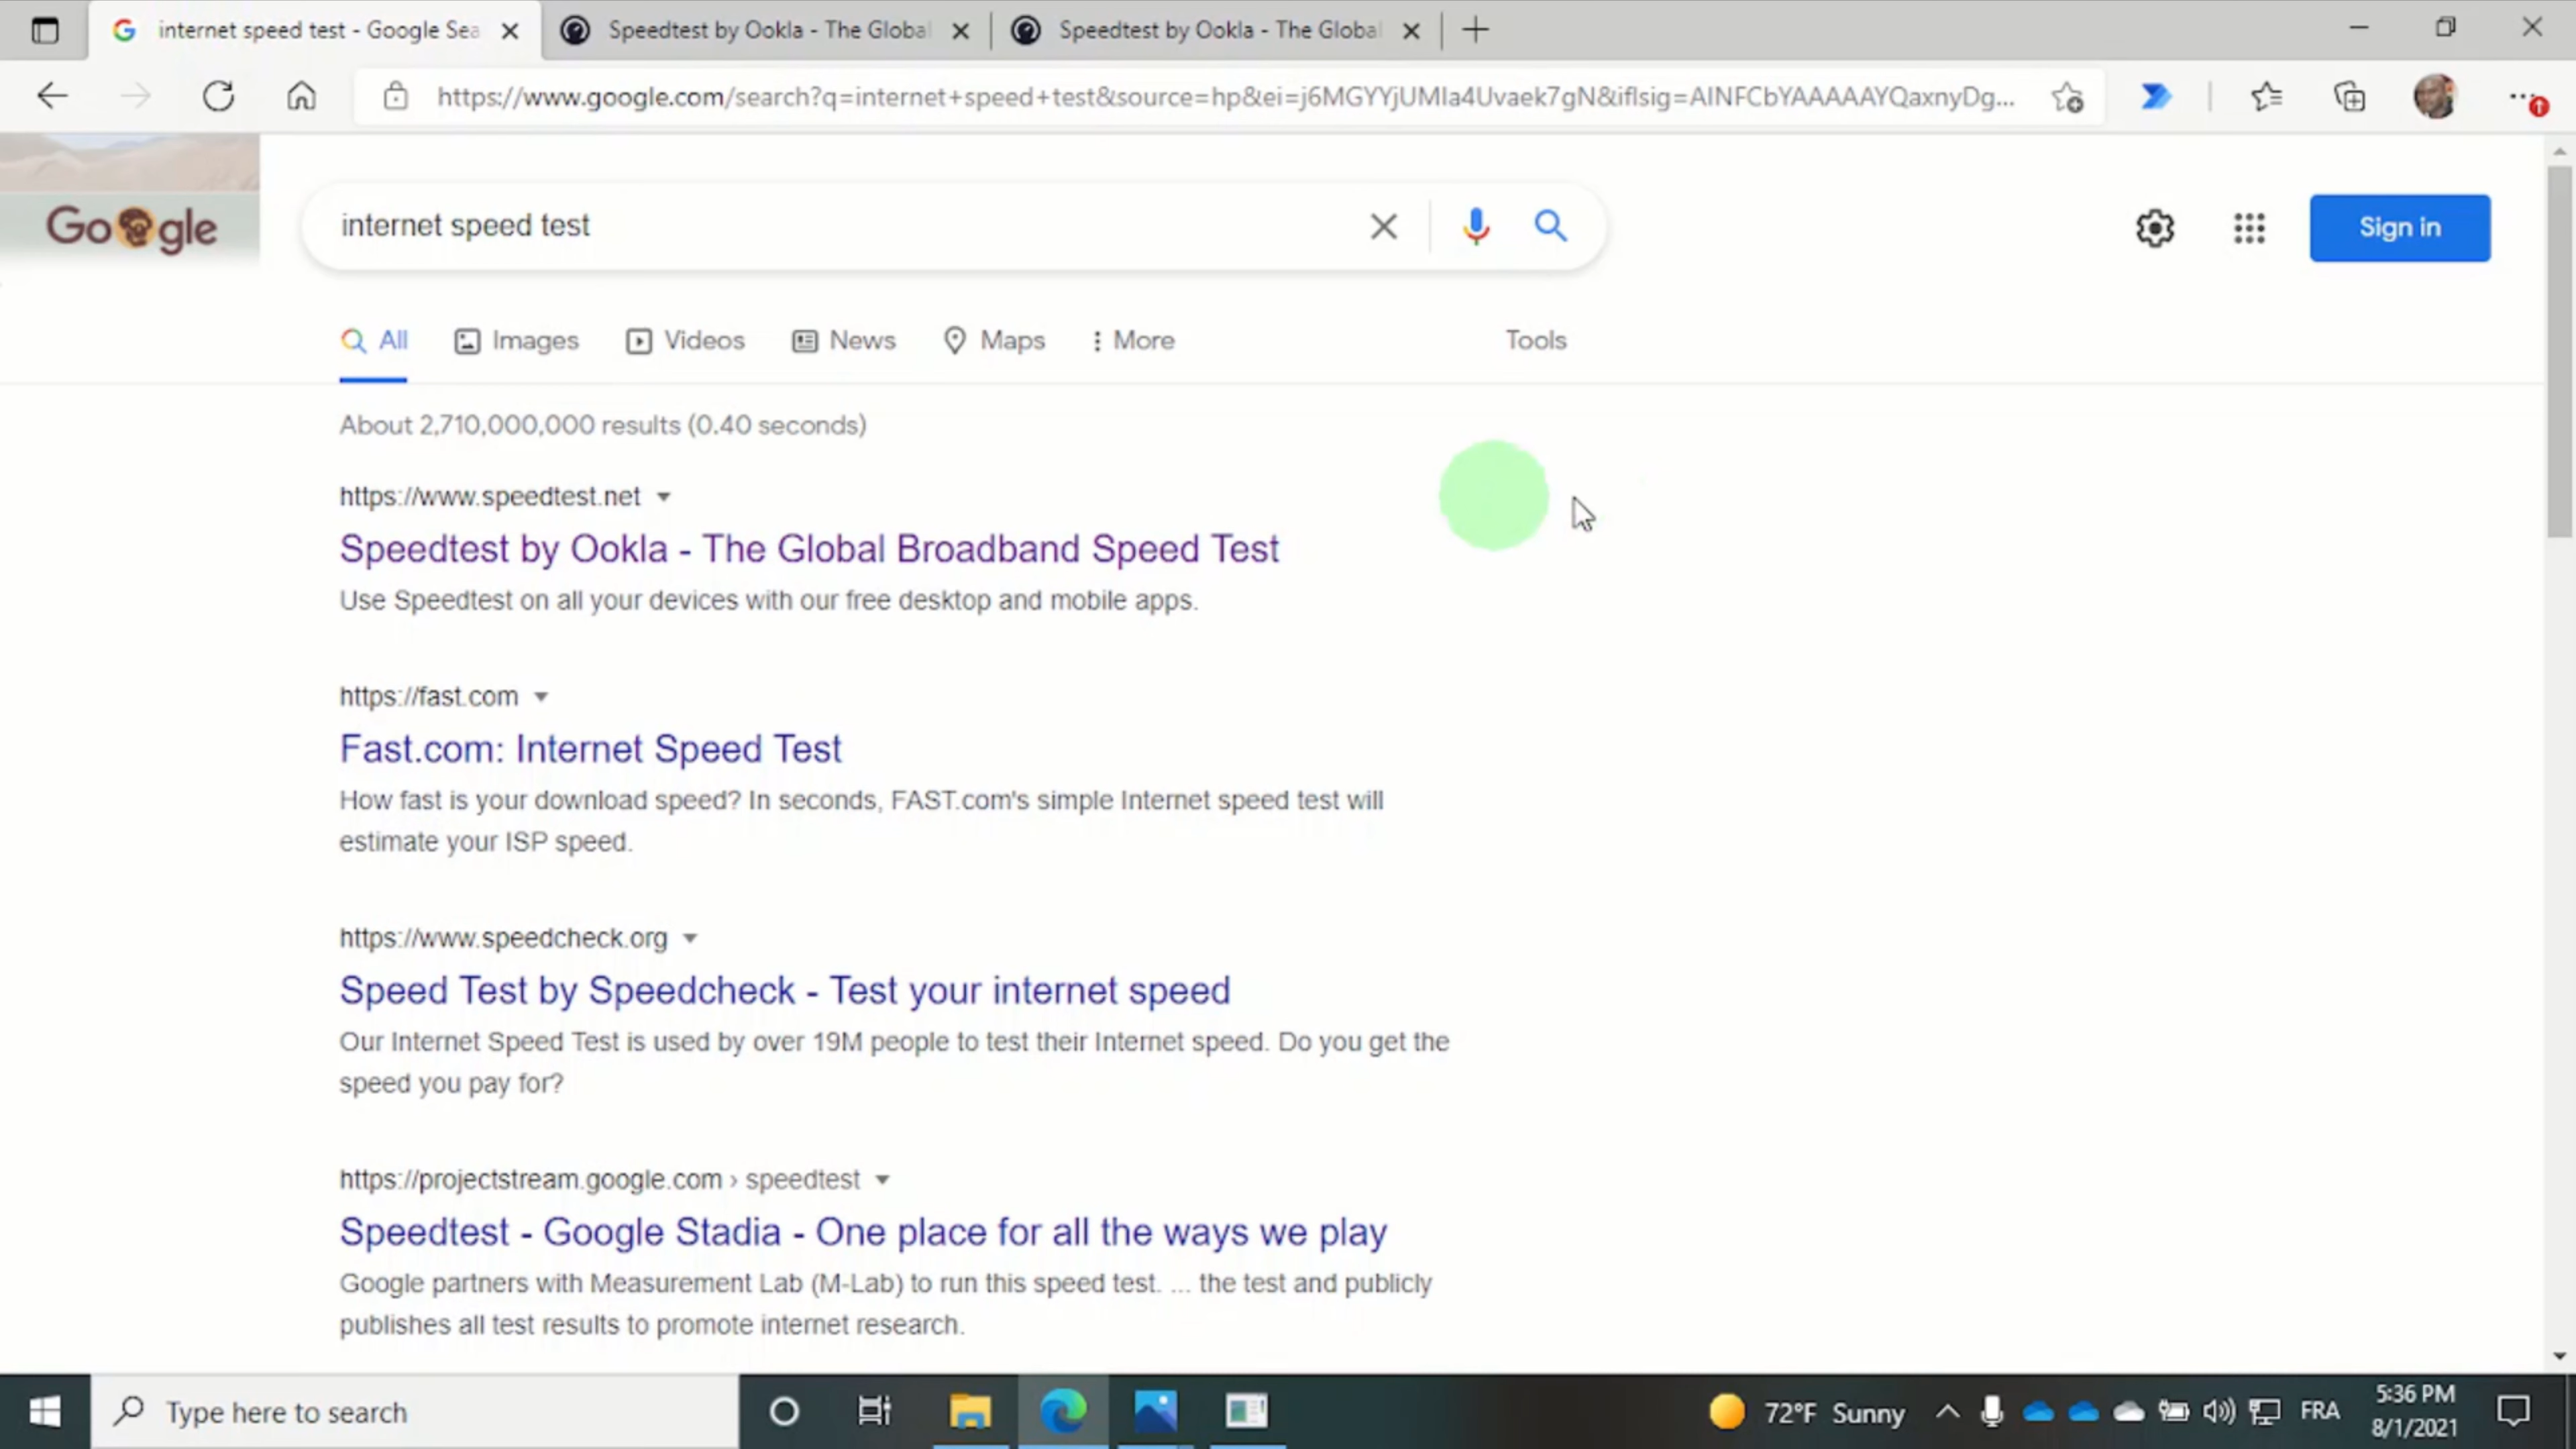 internet speed test - Google Sea
Speedtest by Ookla - The Global
Speedtest by Ookla - The Global
https://www.google.com/search?q=internet+speed+test&source=hp&ei=j6MGYYjUMIa4Uvaek7gN&iflsig=AINFCbYAAAAAYQaxnyDg...
Google
internet speed test
Sign in
All Images Videos News Maps More Tools
About 2,710,000,000 results (0.40 seconds)
https://www.speedtest.net
Speedtest by Ookla - The Global Broadband Speed Test
Use Speedtest on all your devices with our free desktop and mobile apps.
https://fast.com
Fast.com: Internet Speed Test
How fast is your download speed? In seconds, FAST.com's simple Internet speed test will
estimate your ISP speed.
https://www.speedcheck.org
Speed Test by Speedcheck - Test your internet speed
Our Internet Speed Test is used by over 19M people to test their Internet speed. Do you get the
speed you pay for?
https://projectstream.google.com › speedtest
Speedtest - Google Stadia - One place for all the ways we play
Google partners with Measurement Lab (M-Lab) to run this speed test. ... the test and publicly
publishes all test results to promote internet research.
Type here to search
72°F Sunny
FRA
5:36 PM
8/1/2021